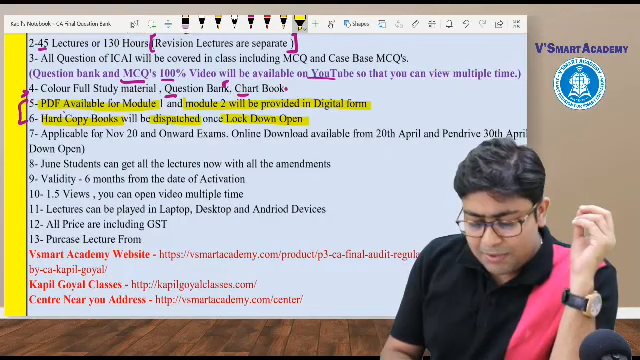 Kapil's Notebook • CA Final Question Bank
V'SMART ACADEMY
2-45 Lectures or 130 Hours (Revision Lectures are separate )
3- All Question of ICAI will be covered in class including MCQ and Case Base MCQ's.
(Question bank and MCQ's 100% Video will be available on YouTube so that you can view multiple time.)
4- Colour Full Study material , Question Bank, Chart Book
5- PDF Available for Module 1 and module 2 will be provided in Digital form
6- Hard Copy Books will be dispatched once Lock Down Open
7- Applicable for Nov 20 and Onward Exams. Online Download available from 20th April and Pendrive 30th April
Down Open)
8- June Students can get all the lectures now with all the amendments
9- Validity - 6 months from the date of Activation
10- 1.5 Views , you can open video multiple time
11- Lectures can be played in Laptop, Desktop and Andriod Devices
12- All Price are including GST
13- Purcase Lecture From
Vsmart Academy Website - https://vsmartacademy.com/product/p3-ca-final-audit-regula
by-ca-kapil-goyal/
Kapil Goyal Classes - http://kapilgoyalclasses.com/
Centre Near you Address - http://vsmartacademy.com/center/